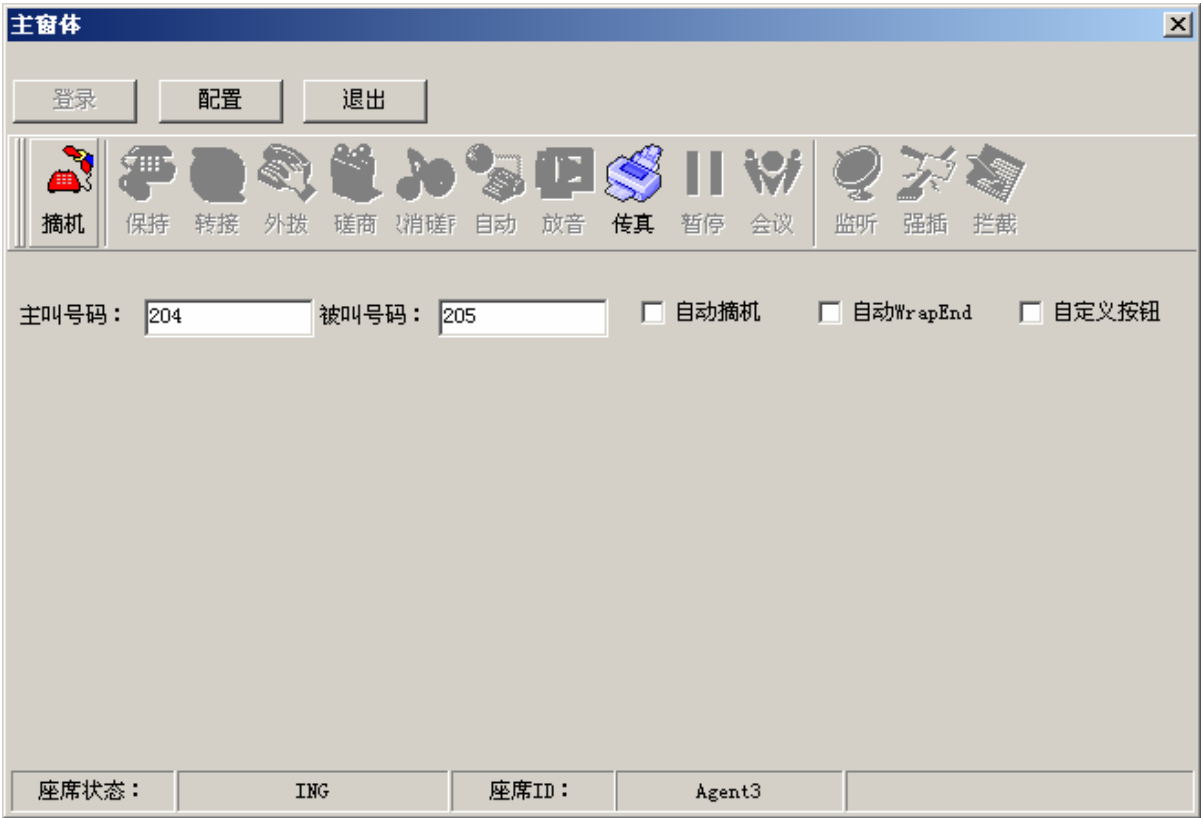 主窗体
登录 配置 退出
摘机 保持 转接 外拨 磋商 消磋 自动 放音 传真 暂停 会议 监听 强插 拦截
主叫号码： 204 被叫号码： 205 自动摘机 自动WrapEnd 自定义按钮
座席状态： ING 座席ID： Agent3